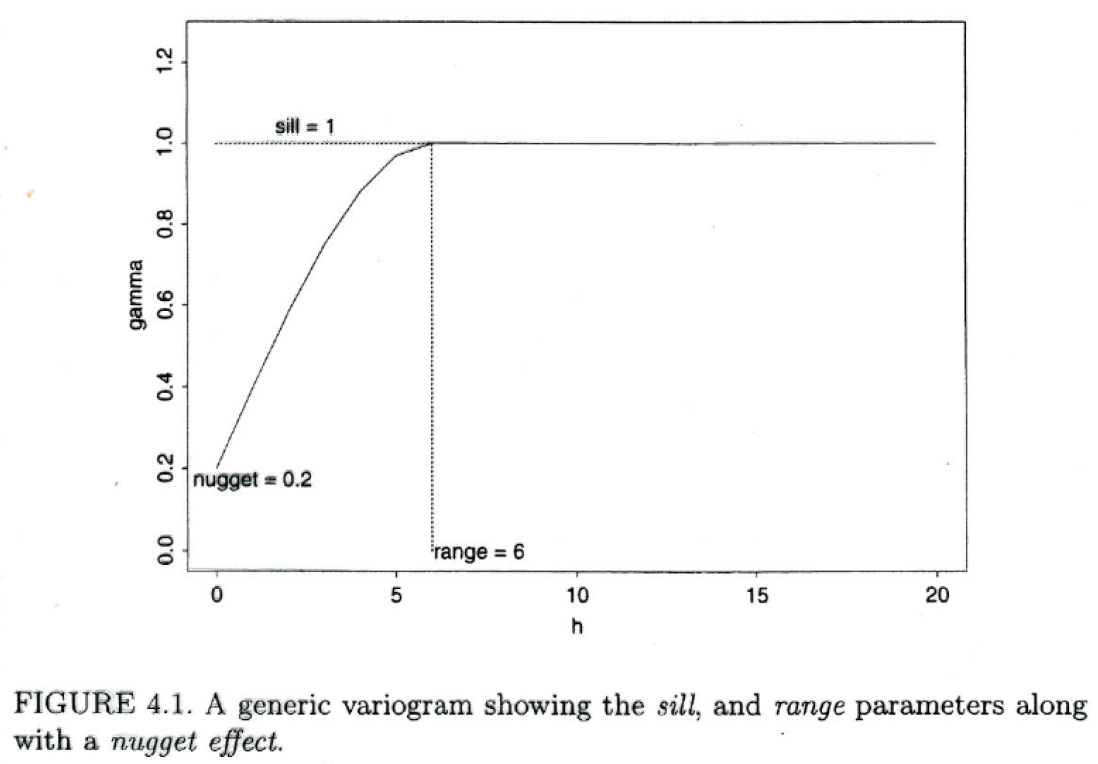 1.2
sill = 1
1.0
0.8
gamma
0.6
0.4
0.2
nugget = 0.2
0.0
range = 6
0 5 10 15 20
h
FIGURE 4.1. A generic variogram showing the sill, and range parameters along
with a nugget effect.